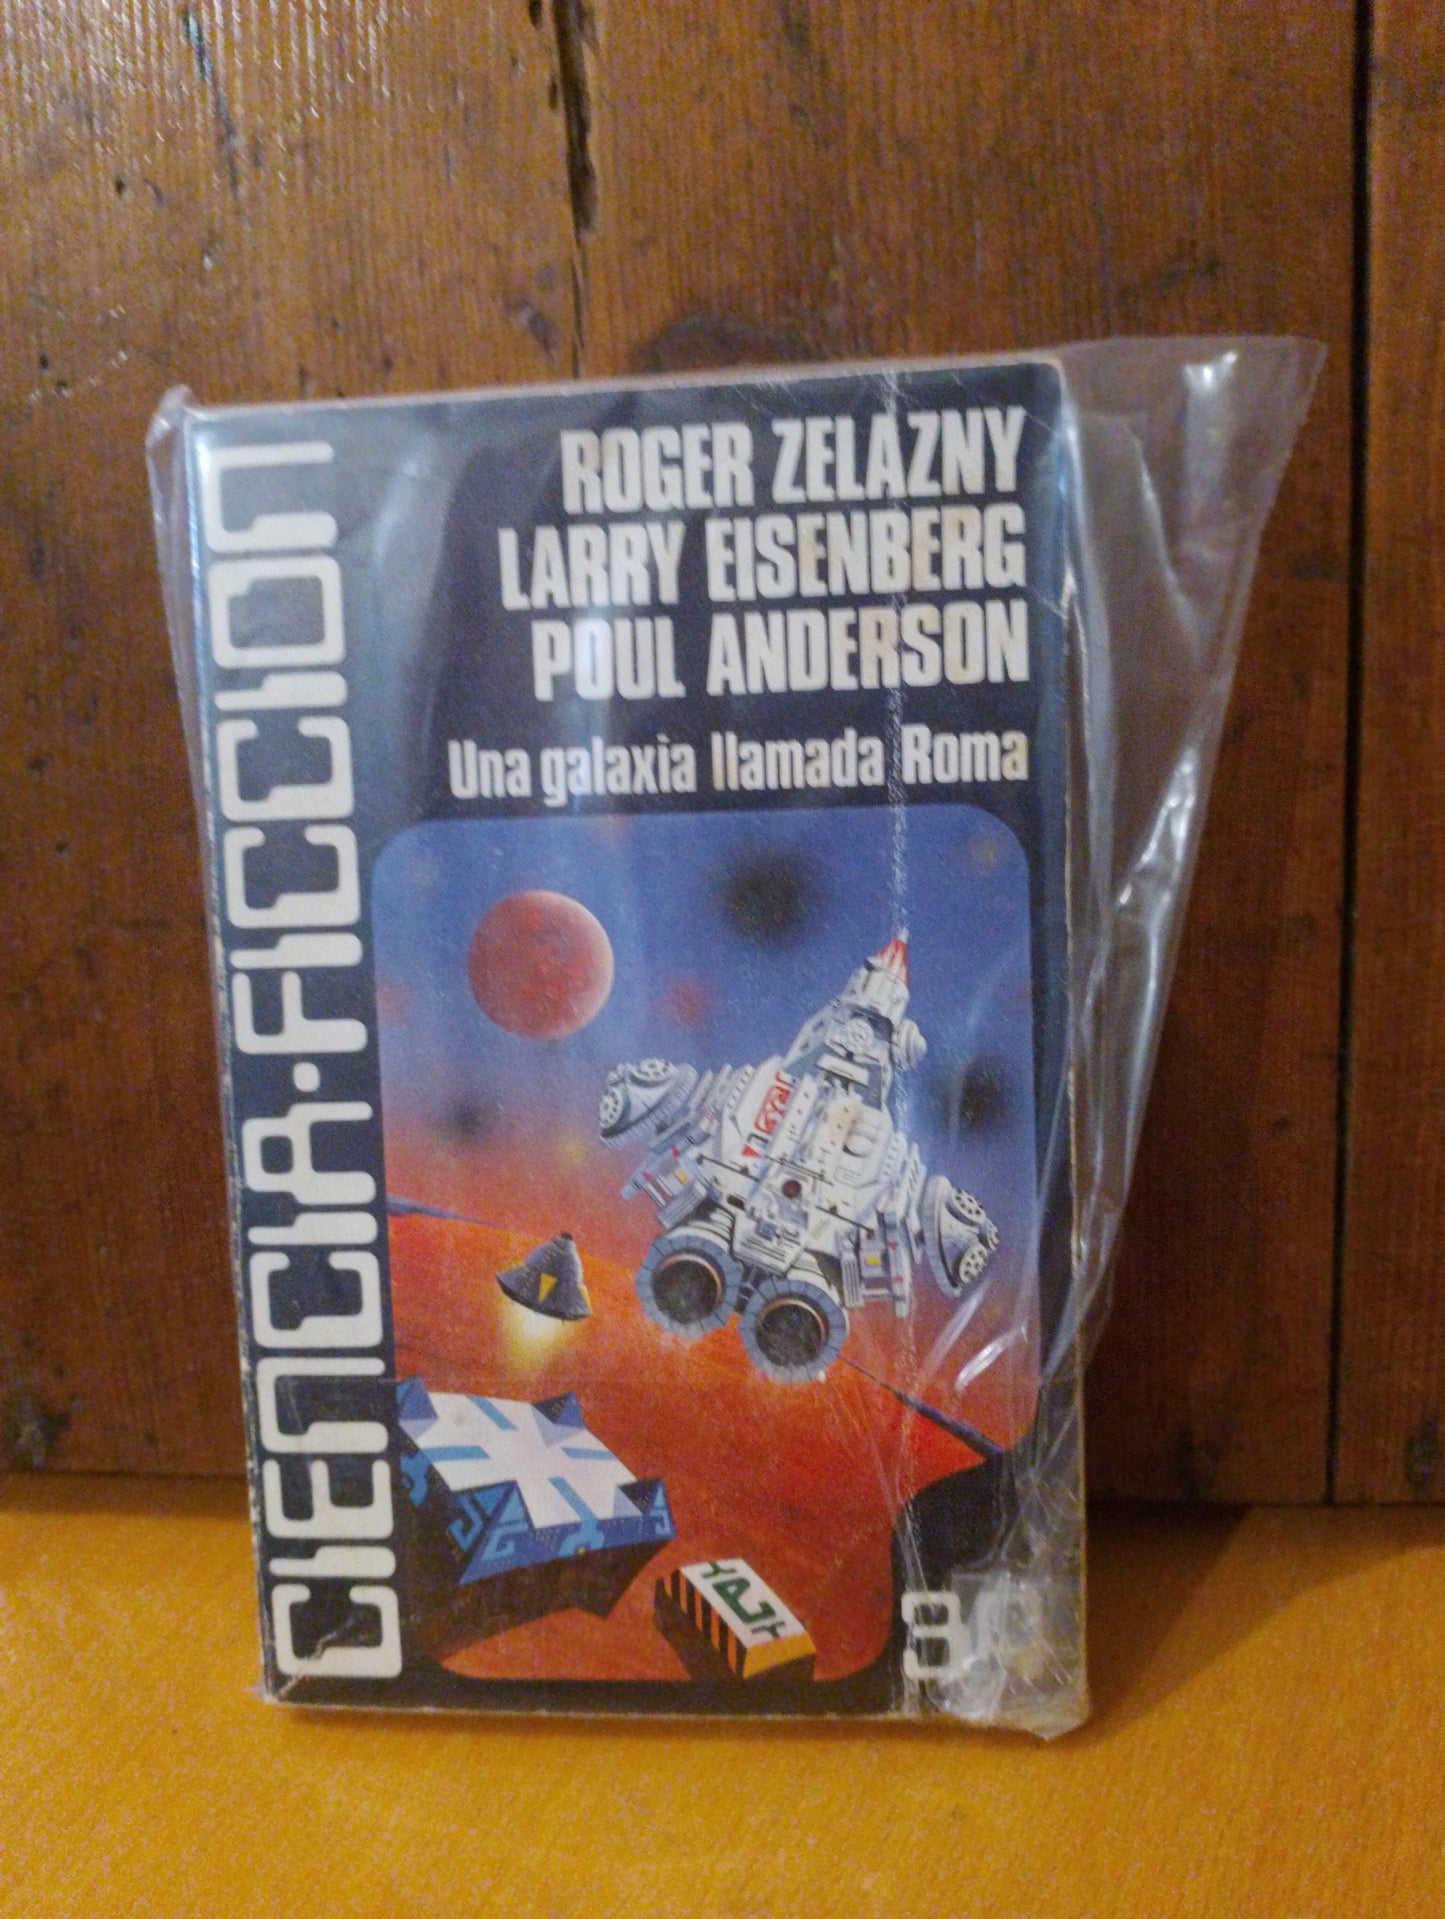 CIENCIA-FICCION
ROGER ZELAZNY
LARRY EISENBERG
POUL ANDERSON
Una galaxia llamada Roma